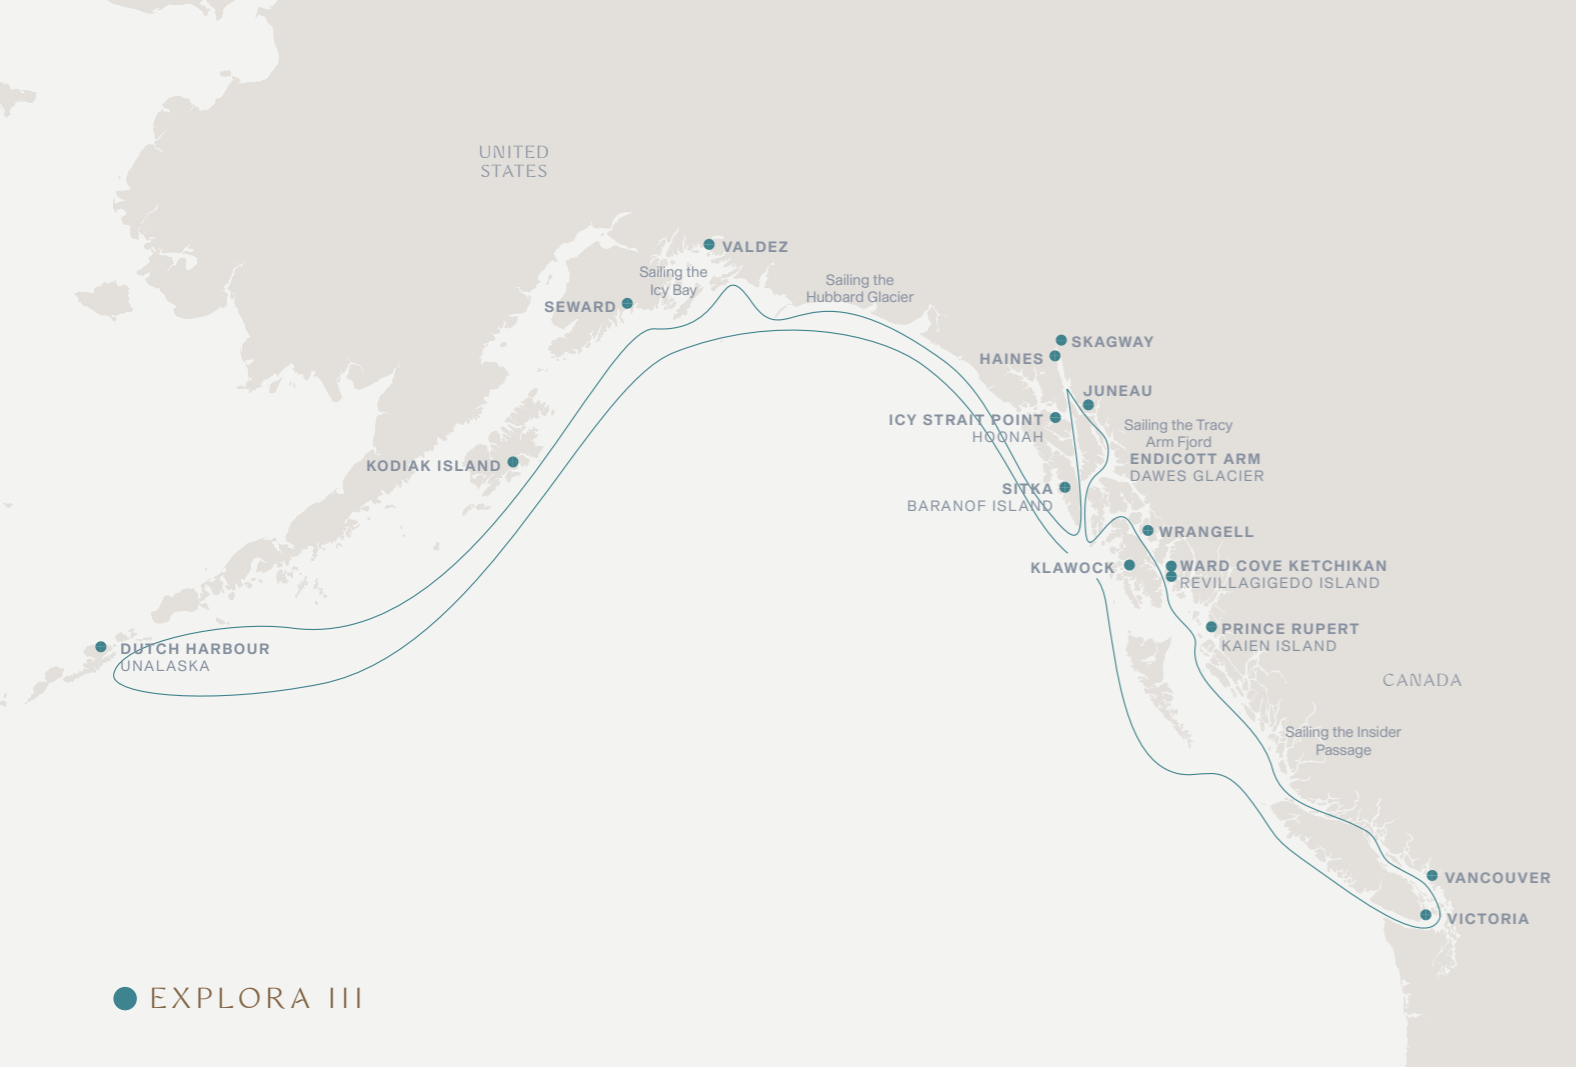 UNITED
STATES
VALDEZ
Sailing the
Icy Bay
Sailing the
Hubbard Glacier
SEWARD
SKAGWAY
HAINES
JUNEAU
ICY STRAIT POINT
HOONAH
Sailing the Tracy
Arm Fjord
ENDICOTT ARM
DAWES GLACIER
KODIAK ISLAND
SITKA
BARANOF ISLAND
WRANGELL
KLAWOCK
WARD COVE KETCHIKAN
REVILLAGIGEDO ISLAND
PRINCE RUPERT
KAIEN ISLAND
DUTCH HARBOUR
UNALASKA
CANADA
Sailing the Insider
Passage
VANCOUVER
VICTORIA
EXPLORA III